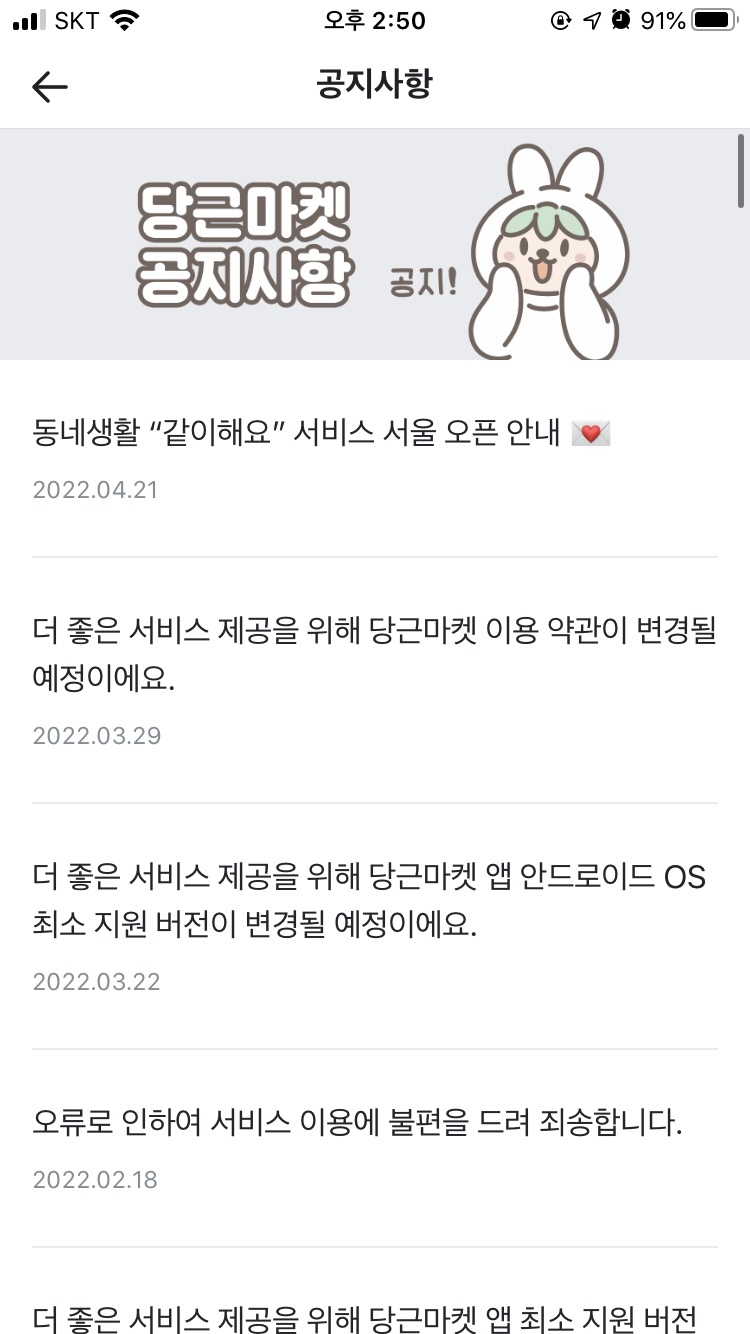 SKT 오후 2:50 91%
공지사항
당근마켓
공지사항
공지!
동네생활 “같이해요” 서비스 서울 오픈 안내 💌
2022.04.21
더 좋은 서비스 제공을 위해 당근마켓 이용 약관이 변경될
예정이에요.
2022.03.29
더 좋은 서비스 제공을 위해 당근마켓 앱 안드로이드 OS
최소 지원 버전이 변경될 예정이에요.
2022.03.22
오류로 인하여 서비스 이용에 불편을 드려 죄송합니다.
2022.02.18
더 좋은 서비스 제공을 위해 당근마켓 앱 최소 지원 버전